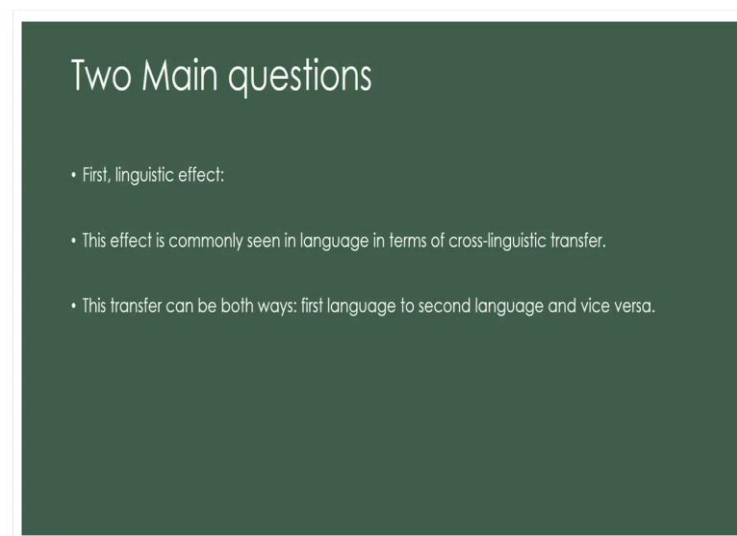 Two Main questions
• First, linguistic effect:
• This effect is commonly seen in language in terms of cross-linguistic transfer.
• This transfer can be both ways: first language to second language and vice versa.